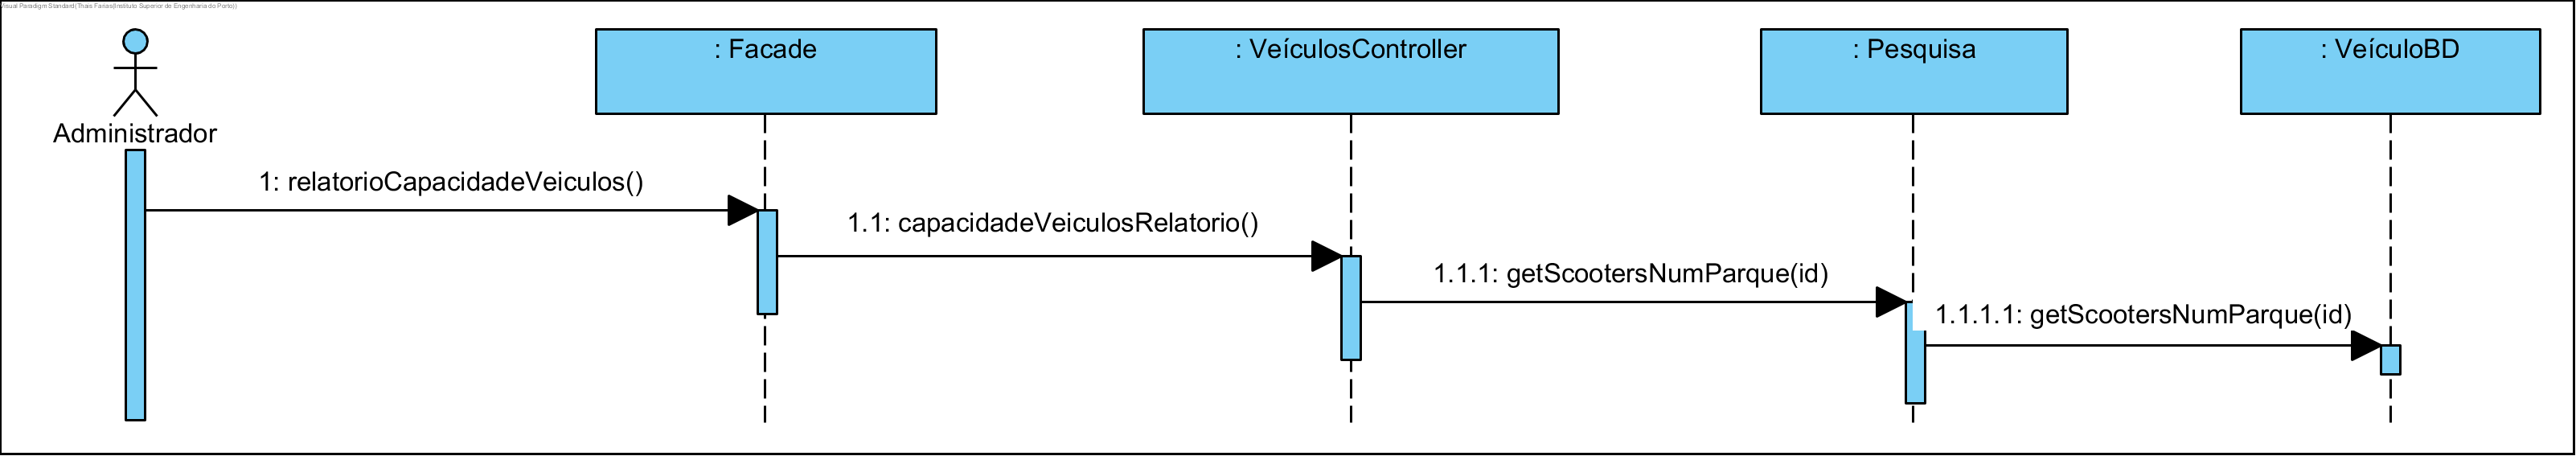 Visual Paradigm Standard(Thais Farias(Instituto Superior de Engenharia do Porto))
: Facade
: VeículosController
: Pesquisa
: VeículoBD
Administrador
1: relatorioCapacidadeVeiculos()
1.1: capacidadeVeiculosRelatorio()
1.1.1: getScootersNumParque(id)
1.1.1.1: getScootersNumParque(id)